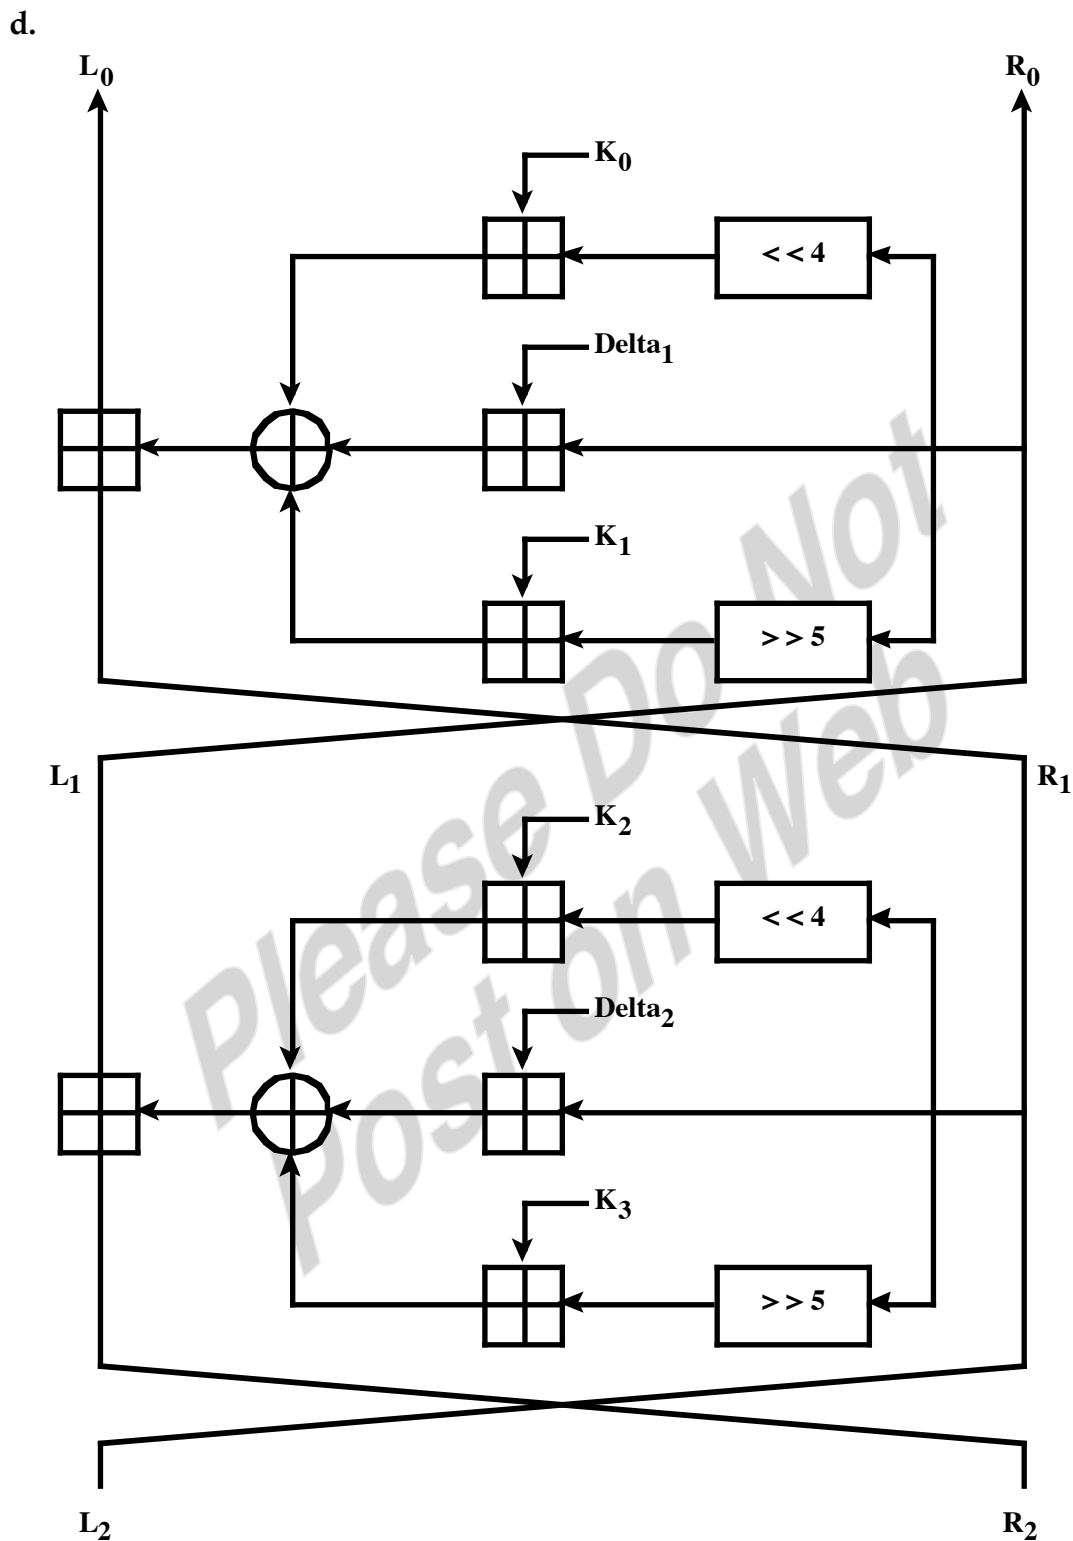 d.
L0 R0
K0
<<4
Delta1
K1
>>5
L1 R1
K2
<<4
Delta2
K3
>>5
L2 R2
Please Do Not
Post on Web